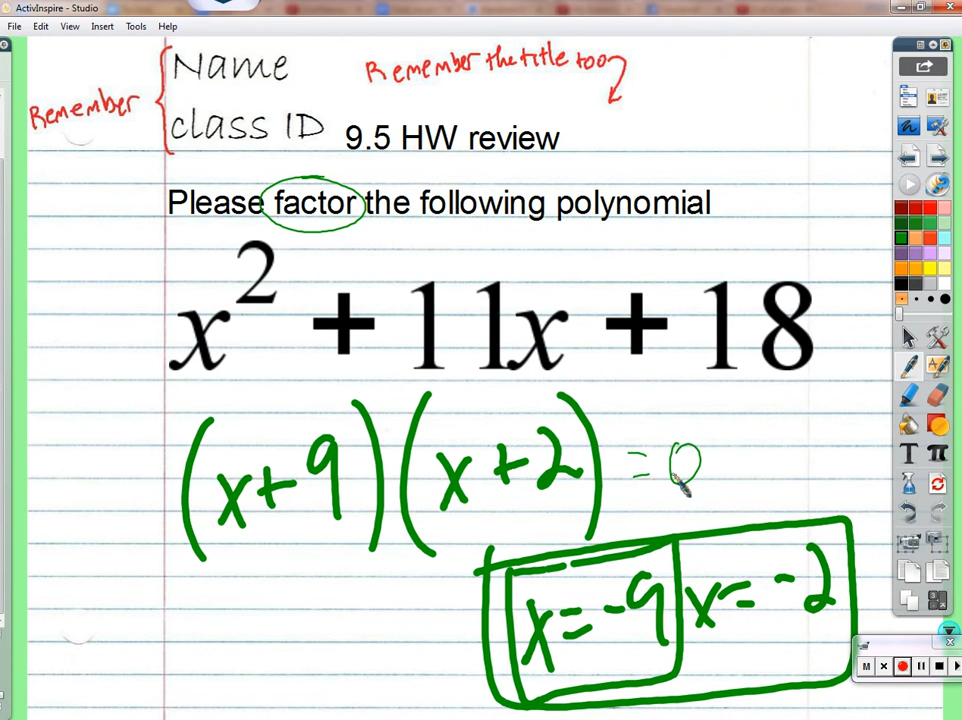 ActivInspire - Studio
File Edit View Insert Tools Help
Name
Remember the title too
Remember
class ID
9.5 HW review
Please factor the following polynomial
x² + 11x + 18
(x+9)(x+2) = 0
x = -9 x = -2